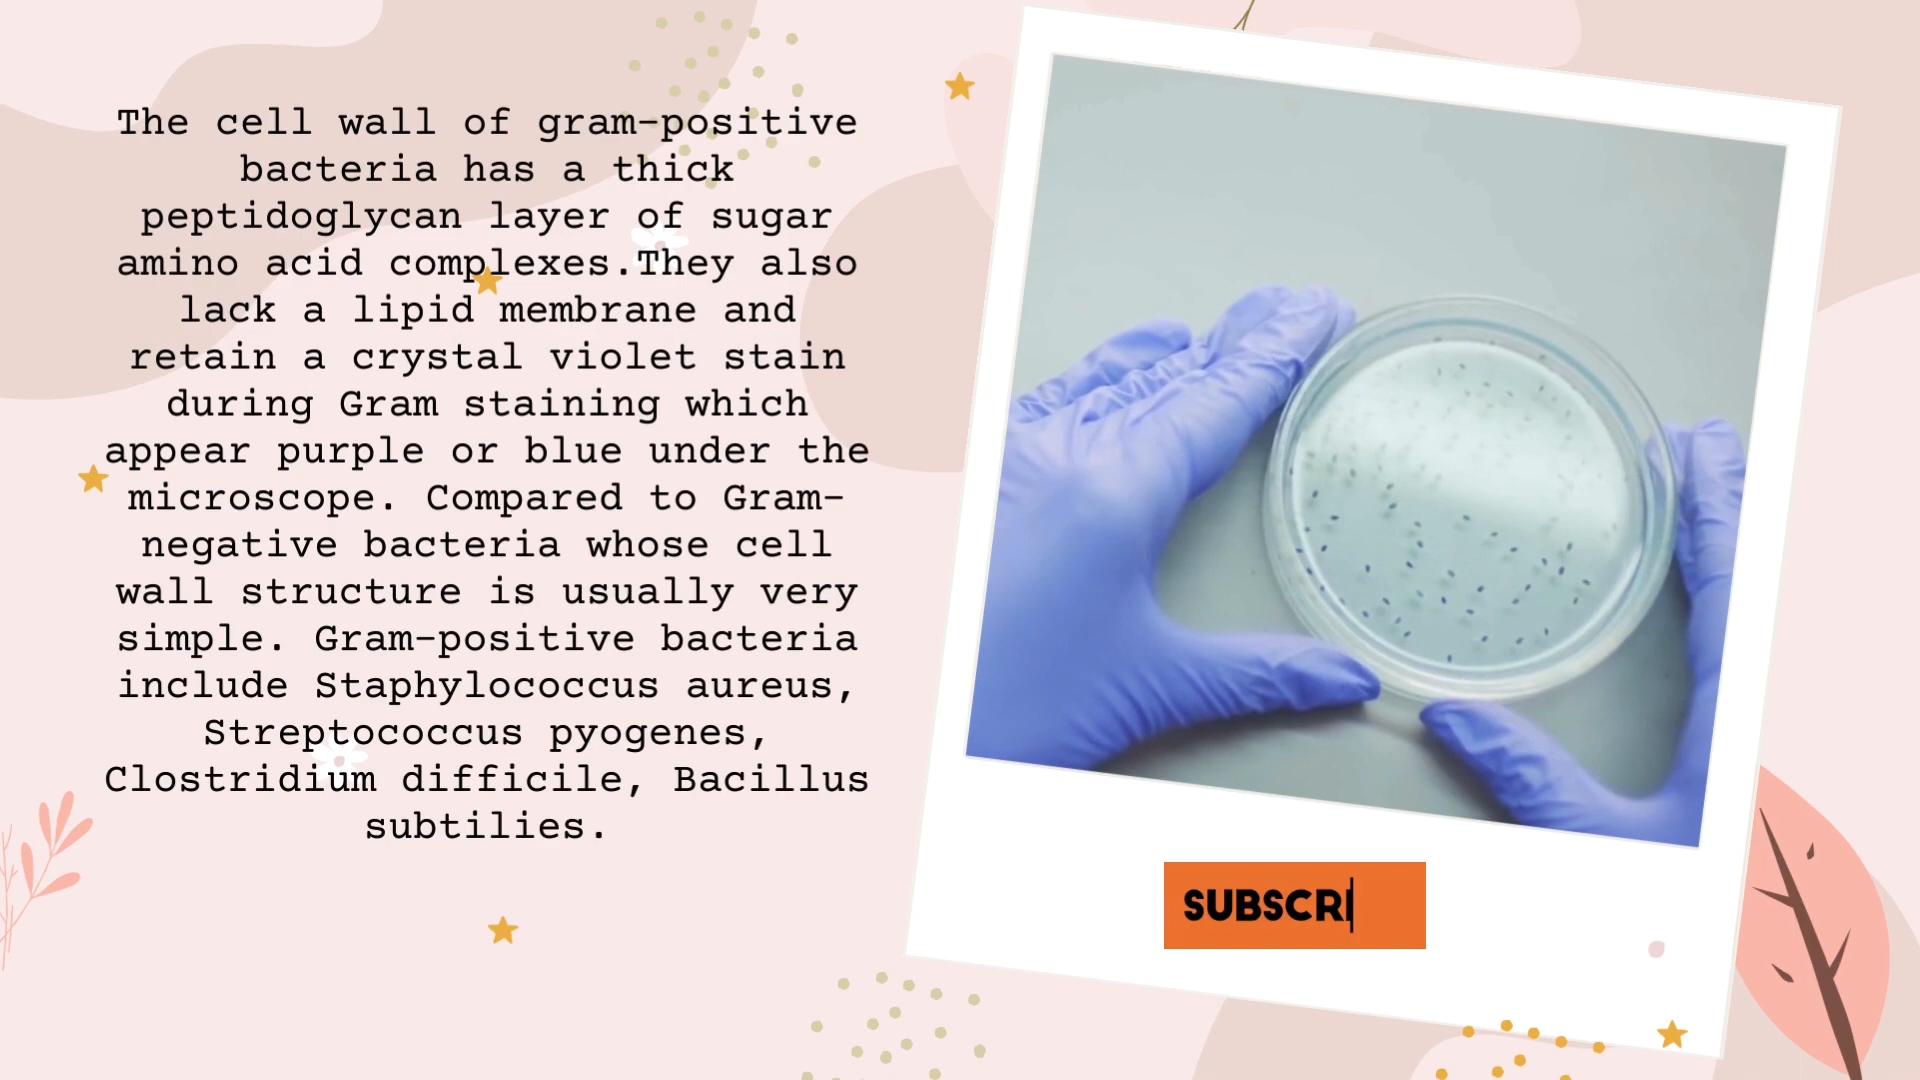 The cell wall of gram-positive
bacteria has a thick
peptidoglycan layer of sugar
amino acid complexes.They also
lack a lipid membrane and
retain a crystal violet stain
during Gram staining which
appear purple or blue under the
microscope. Compared to Gram-
negative bacteria whose cell
wall structure is usually very
simple. Gram-positive bacteria
include Staphylococcus aureus,
Streptococcus pyogenes,
Clostridium difficile, Bacillus
subtilies.
SUBSCRI